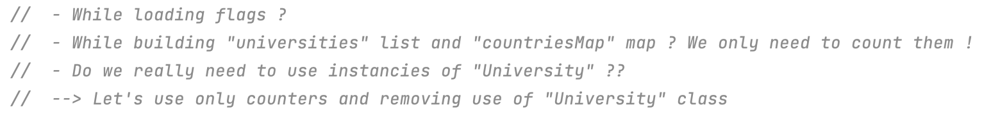 //  - While loading flags ?
//  - While building "universities" list and "countriesMap" map ? We only need to count them !
//  - Do we really need to use instancies of "University" ??
//  --> Let's use only counters and removing use of "University" class